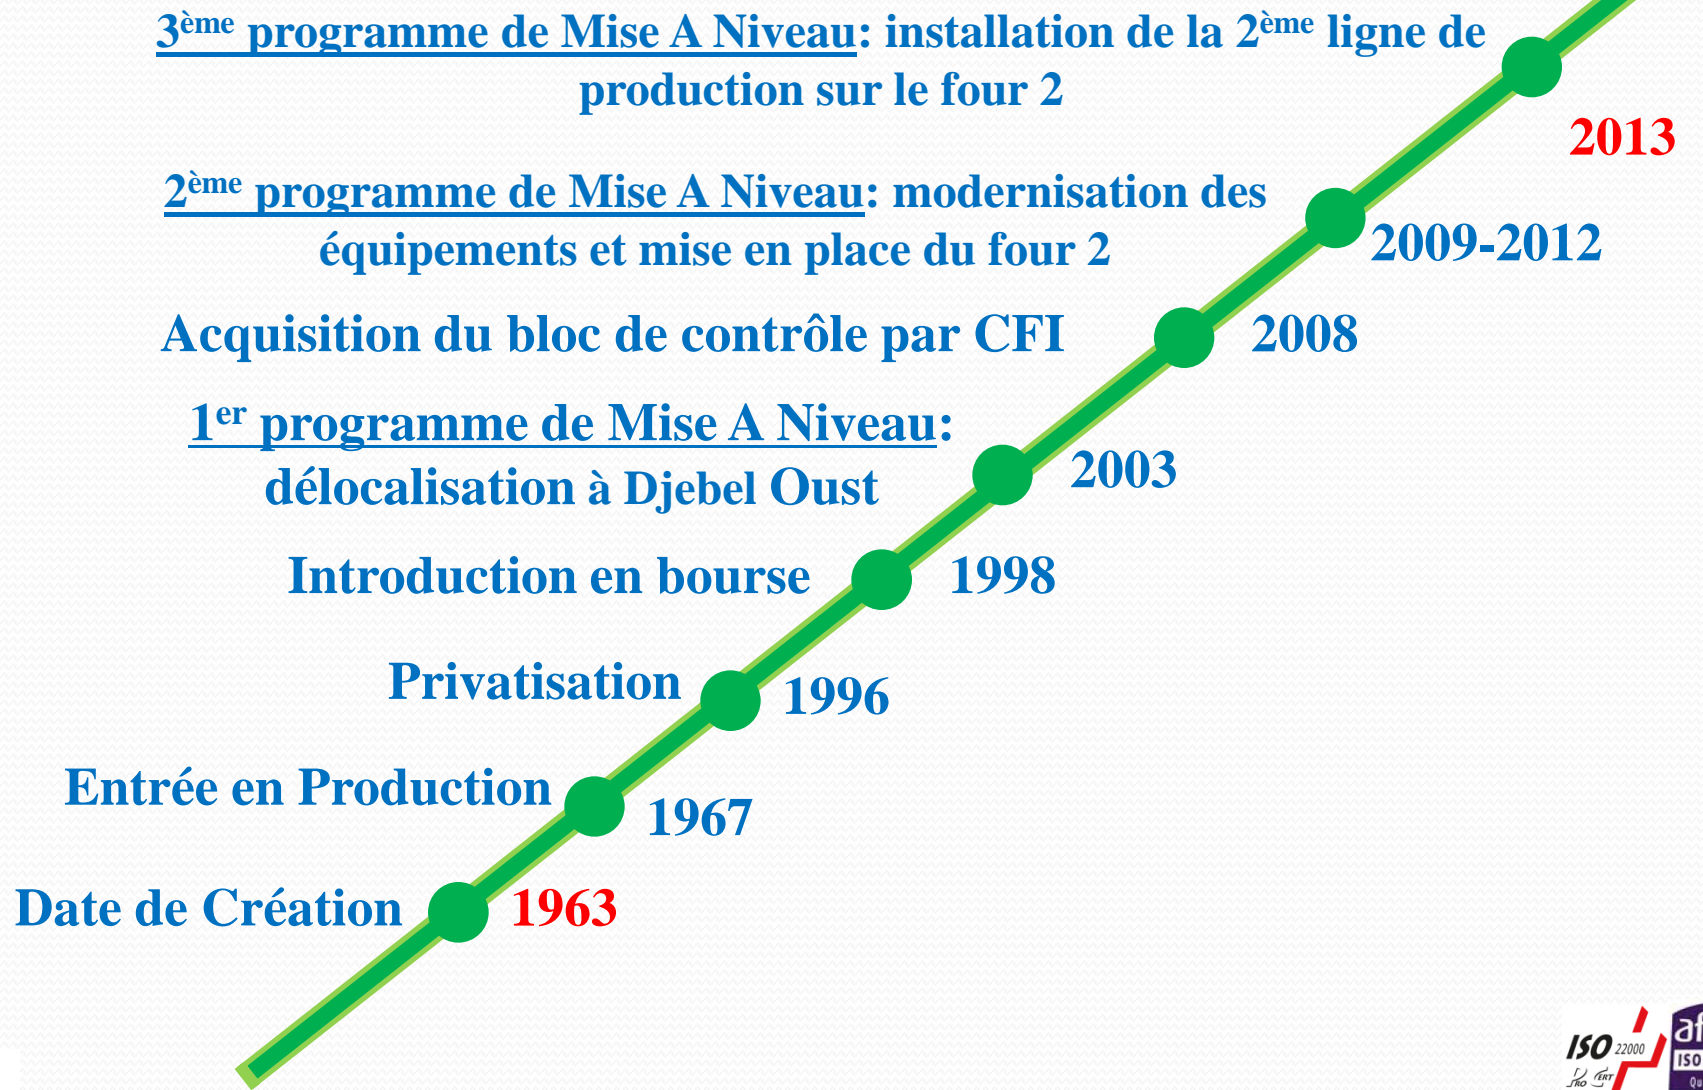 3ème programme de Mise A Niveau: installation de la 2ème ligne de
production sur le four 2
2013
2ème programme de Mise A Niveau: modernisation des
équipements et mise en place du four 2
2009-2012
Acquisition du bloc de contrôle par CFI
2008
1er programme de Mise A Niveau:
délocalisation à Djebel Oust
2003
Introduction en bourse
1998
Privatisation
1996
Entrée en Production
1967
Date de Création
1963
ISO 22000
PRO CERT
ISO